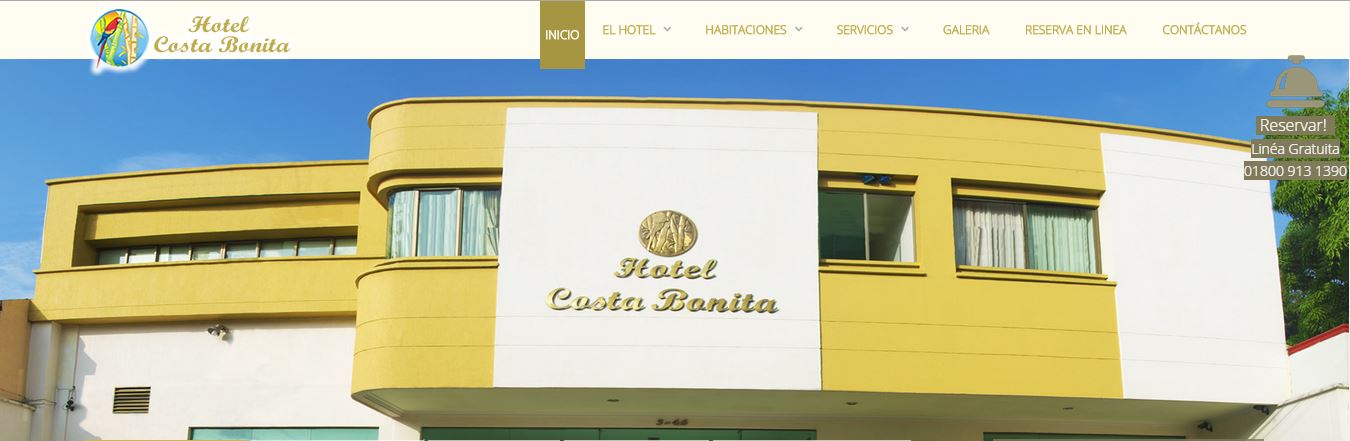 Hotel
Costa Bonita
INICIO
EL HOTEL
HABITACIONES
SERVICIOS
GALERIA
RESERVA EN LINEA
CONTÁCTANOS
Reservar!
Linéa Gratuita
01800 913 1390
Hotel
Costa Bonita